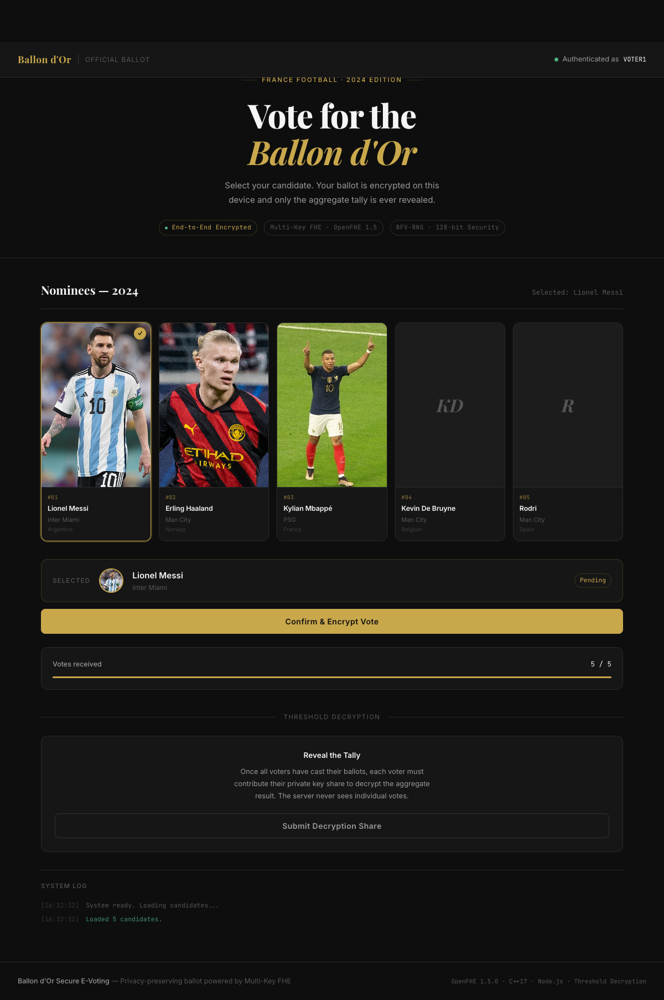 Ballon d'Or
OFFICIAL BALLOT
Authenticated as VOTER1
FRANCE FOOTBALL · 2024 EDITION
Vote for the
Ballon d'Or
Select your candidate. Your ballot is encrypted on this
device and only the aggregate tally is ever revealed.
End-to-End Encrypted
Multi-Key FHE · OpenFHE 1.5
BFV-RNS · 128-bit Security
Nominees — 2024
Selected: Lionel Messi
10
10
ETIHAD
AIRWAYS
10
10
KD
R
#01
Lionel Messi
Inter Miami
Argentina
#02
Erling Haaland
Man City
Norway
#03
Kylian Mbappé
PSG
France
#04
Kevin De Bruyne
Man City
Belgium
#05
Rodri
Man City
Spain
SELECTED
Lionel Messi
Inter Miami
Pending
Confirm & Encrypt Vote
Votes received
5 / 5
THRESHOLD DECRYPTION
Reveal the Tally
Once all voters have cast their ballots, each voter must
contribute their private key share to decrypt the aggregate
result. The server never sees individual votes.
Submit Decryption Share
SYSTEM LOG
[16:32:32] System ready. Loading candidates...
[16:32:32] Loaded 5 candidates.
Ballon d'Or Secure E-Voting — Privacy-preserving ballot powered by Multi-Key FHE
OpenFHE 1.5.0 · C++17 · Node.js · Threshold Decryption